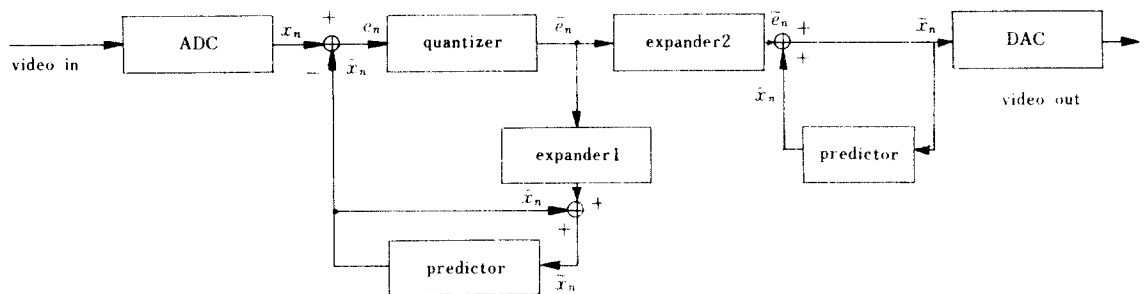 video in
ADC
x_n
+
−
x̂_n
e_n
quantizer
ẽ_n
expander2
ẽ_n
+
+
x̂_n
x̃_n
DAC
video out
predictor
expander1
x̂_n
+
+
predictor
x̃_n